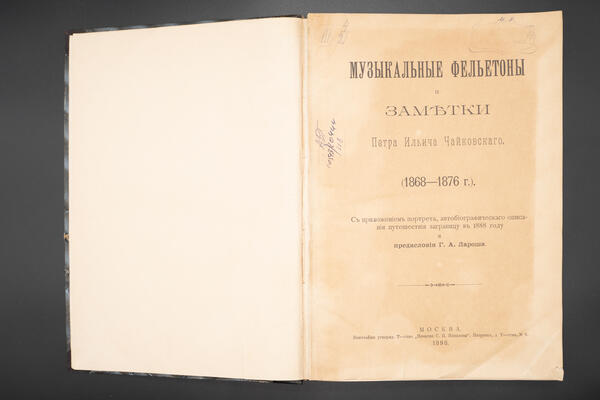 МУЗЫКАЛЬНЫЕ ФЕЛЬЕТОНЫ
и
ЗАМѢТКИ
Петра Ильича Чайковскаго.
(1868—1876 г.).
Съ приложеніемъ портрета, автобіографическаго описа-
нія путешествія заграницу въ 1888 году
и
предисловія Г. А. Лароша.
МОСКВА.
1898.